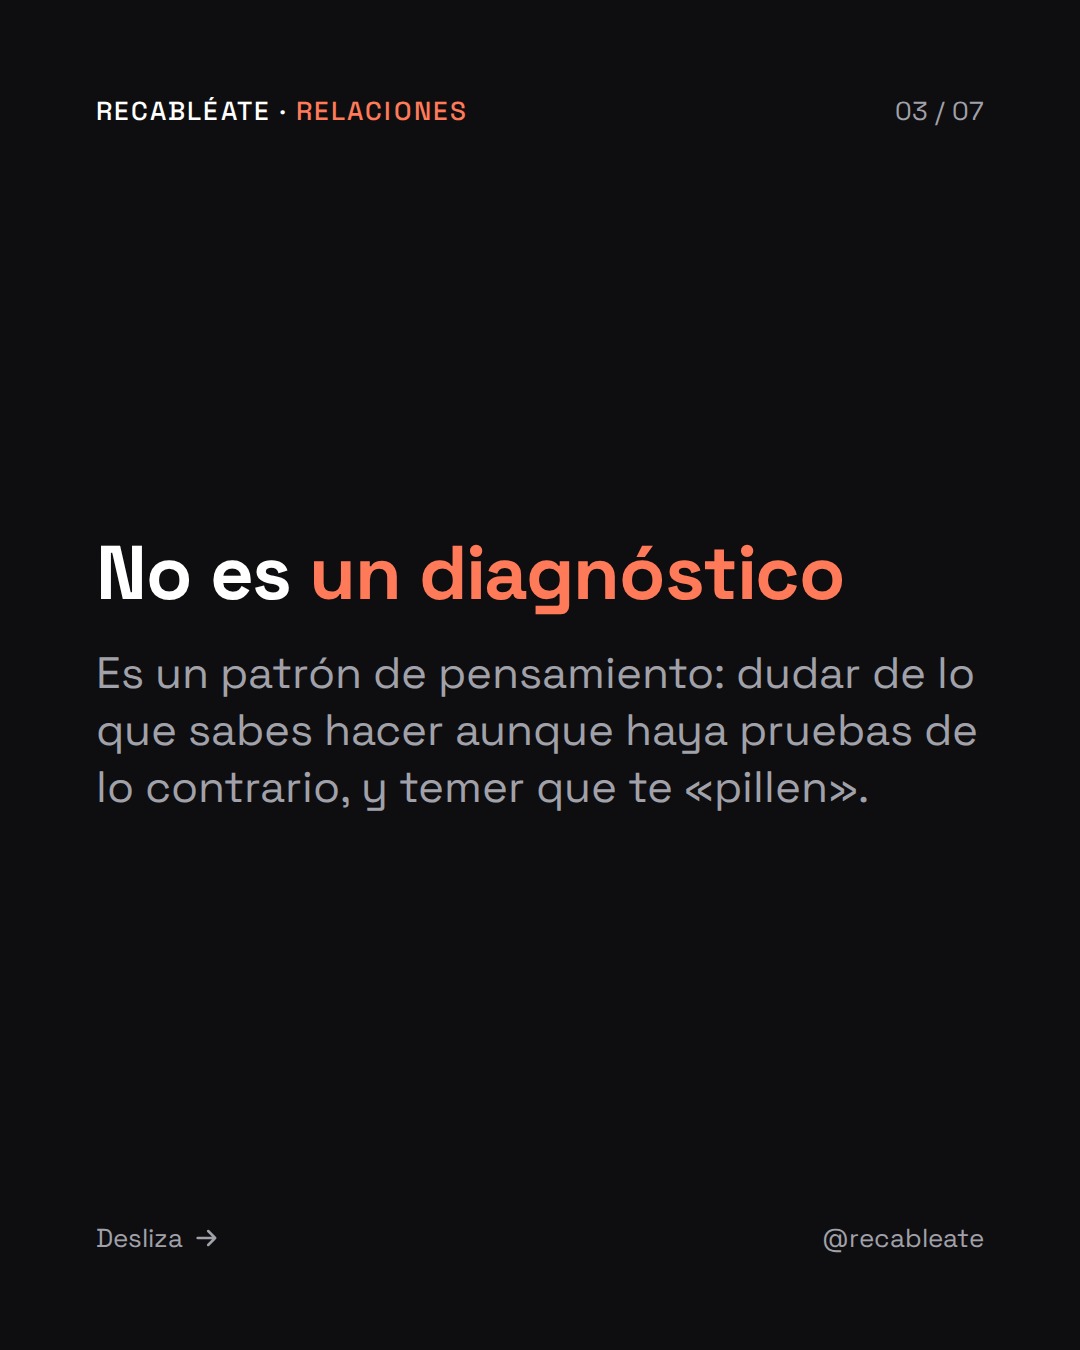 RECABLÉATE · RELACIONES
03 / 07
No es un diagnóstico
Es un patrón de pensamiento: dudar de lo
que sabes hacer aunque haya pruebas de
lo contrario, y temer que te «pillen».
Desliza →
@recableate